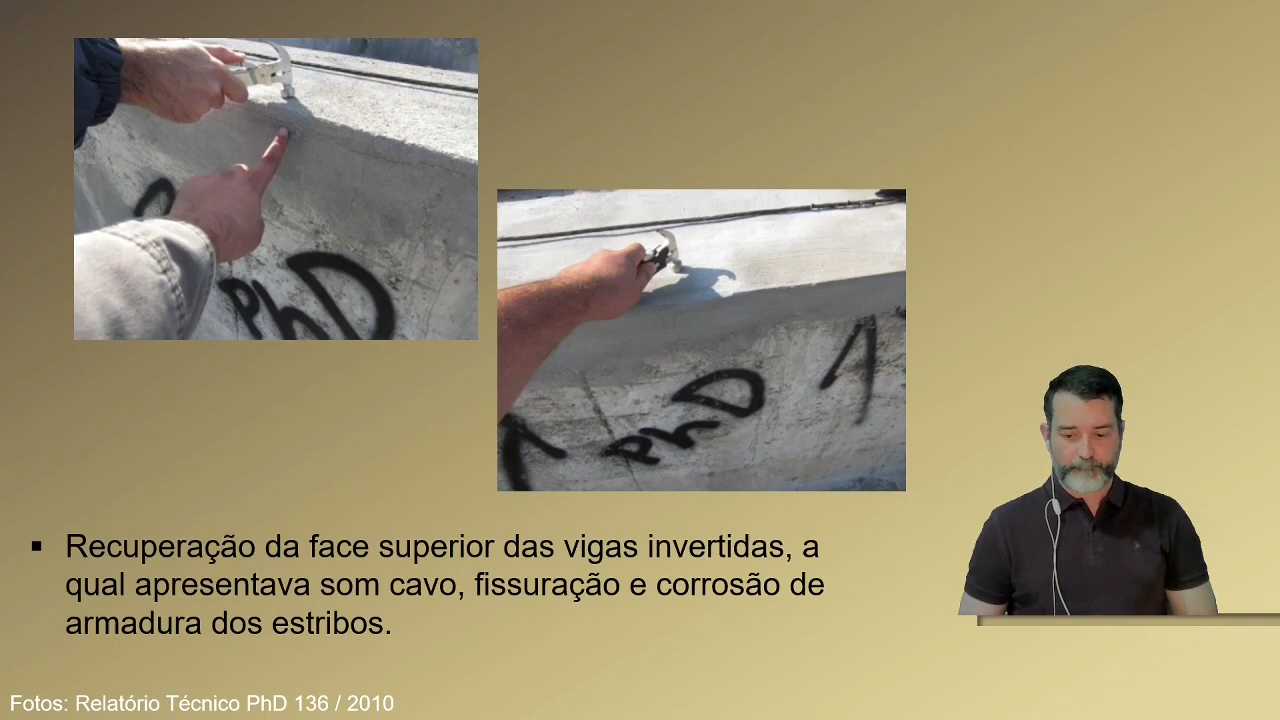 PhD
PhD 1
▪ Recuperação da face superior das vigas invertidas, a
qual apresentava som cavo, fissuração e corrosão de
armadura dos estribos.
Fotos: Relatório Técnico PhD 136 / 2010